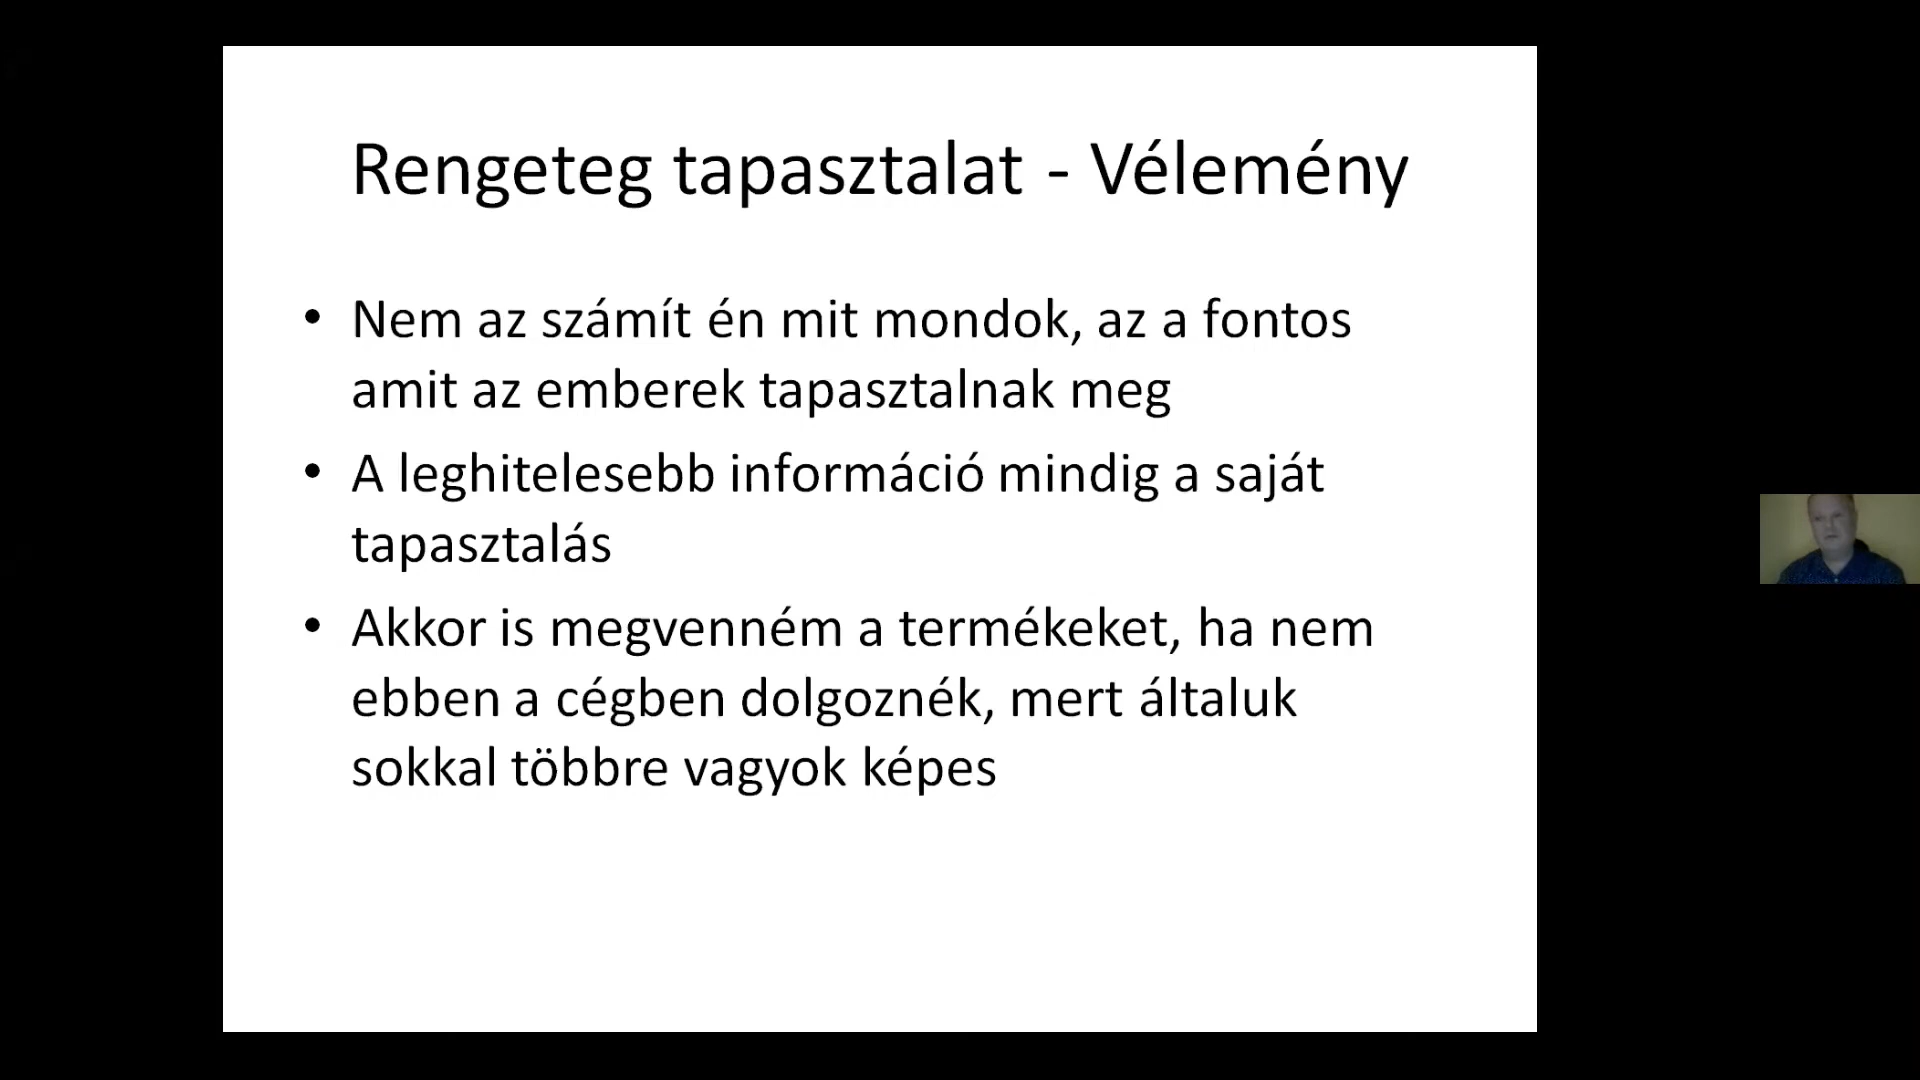 Rengeteg tapasztalat - Vélemény
• Nem az számít én mit mondok, az a fontos
amit az emberek tapasztalnak meg
• A leghitelesebb információ mindig a saját
tapasztalás
• Akkor is megvenném a termékeket, ha nem
ebben a cégben dolgoznék, mert általuk
sokkal többre vagyok képes